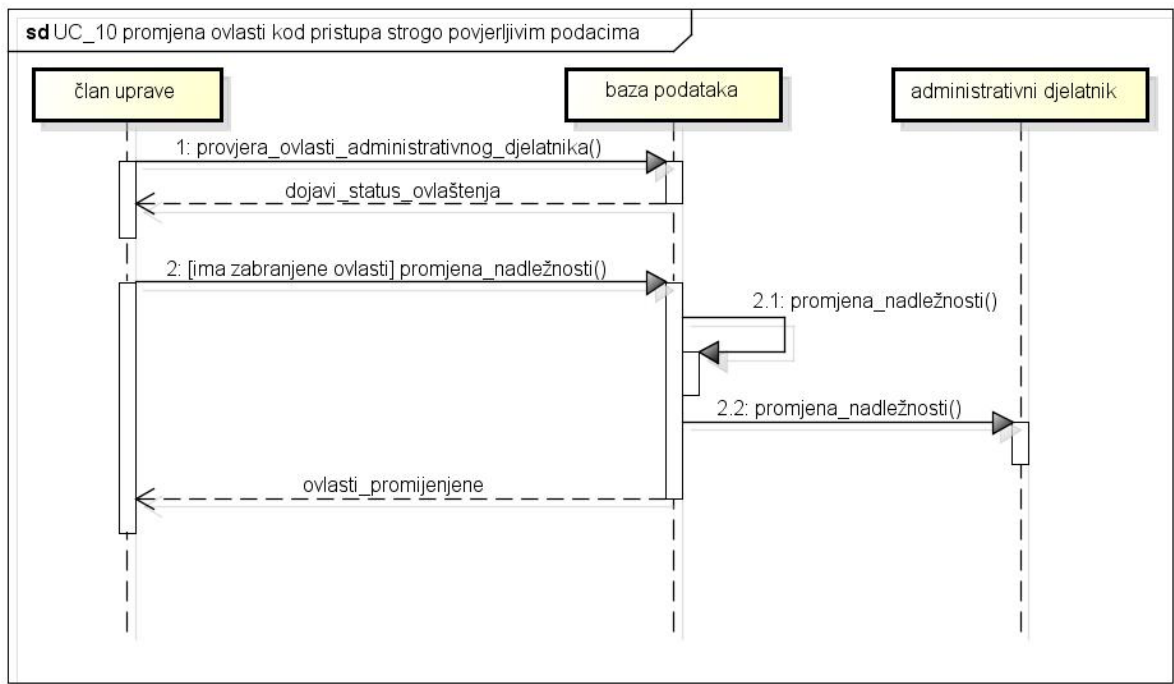 sd UC_10 promjena ovlasti kod pristupa strogo povjerljivim podacima
član uprave
baza podataka
administrativni djelatnik
1: provjera_ovlasti_administrativnog_djelatnika()
dojavi_status_ovlaštenja
2: [ima zabranjene ovlasti] promjena_nadležnosti()
2.1: promjena_nadležnosti()
2.2: promjena_nadležnosti()
ovlasti_promijenjene